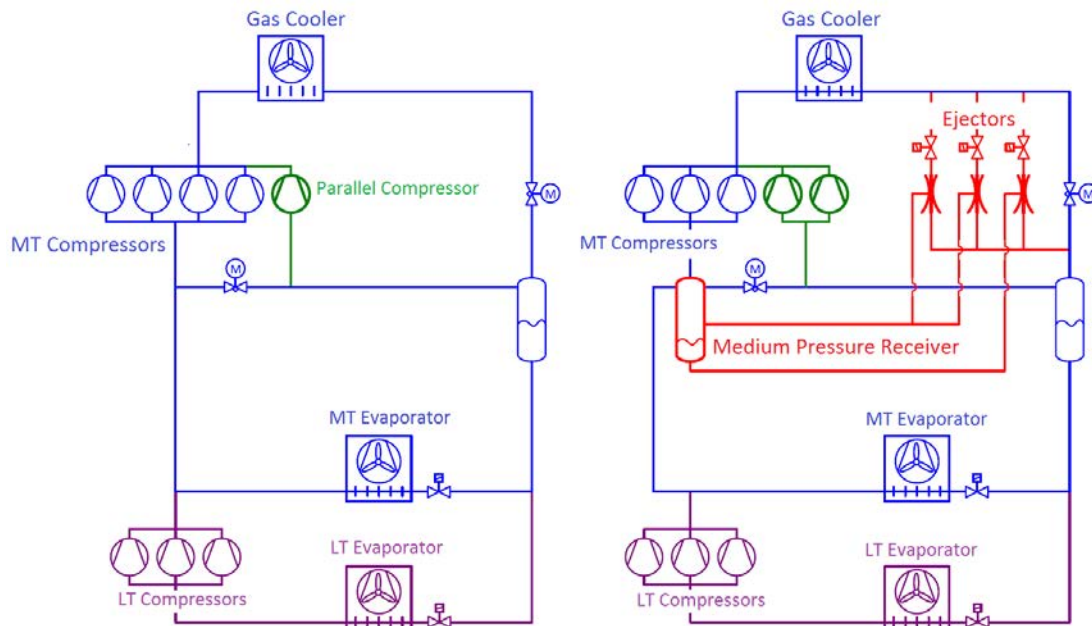 Gas Cooler
Parallel Compressor
MT Compressors
M
M
MT Evaporator
LT Evaporator
LT Compressors
Gas Cooler
Ejectors
M
MT Compressors
M
Medium Pressure Receiver
MT Evaporator
LT Evaporator
LT Compressors